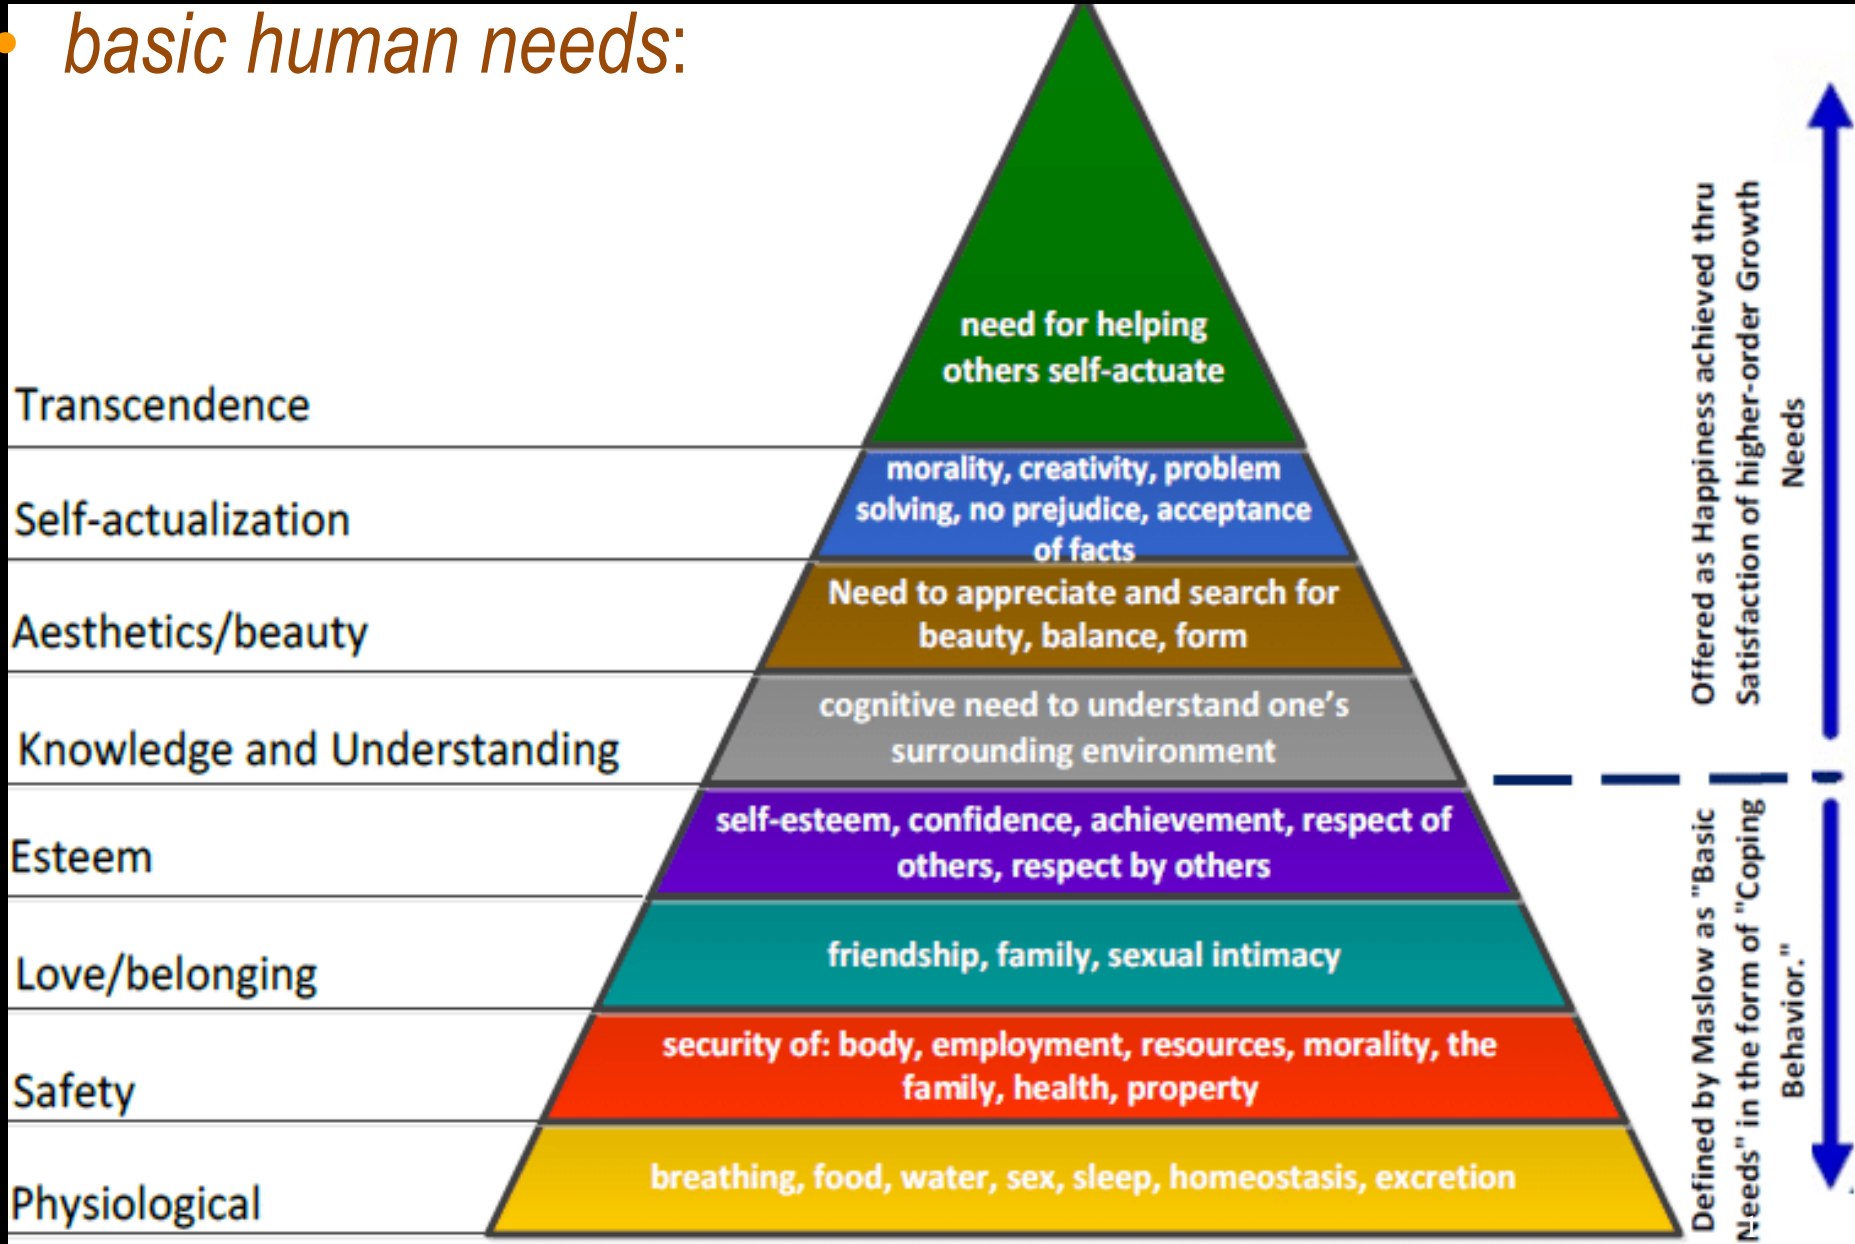 • basic human needs:
need for helping
others self-actuate
Transcendence
morality, creativity, problem
solving, no prejudice, acceptance
of facts
Self-actualization
Need to appreciate and search for
beauty, balance, form
Aesthetics/beauty
cognitive need to understand one’s
surrounding environment
Knowledge and Understanding
self-esteem, confidence, achievement, respect of
others, respect by others
Esteem
friendship, family, sexual intimacy
Love/belonging
security of: body, employment, resources, morality, the
family, health, property
Safety
breathing, food, water, sex, sleep, homeostasis, excretion
Physiological
Offered as Happiness achieved thru
Satisfaction of higher-order Growth
Needs
Defined by Maslow as "Basic
Needs" in the form of "Coping
Behavior."